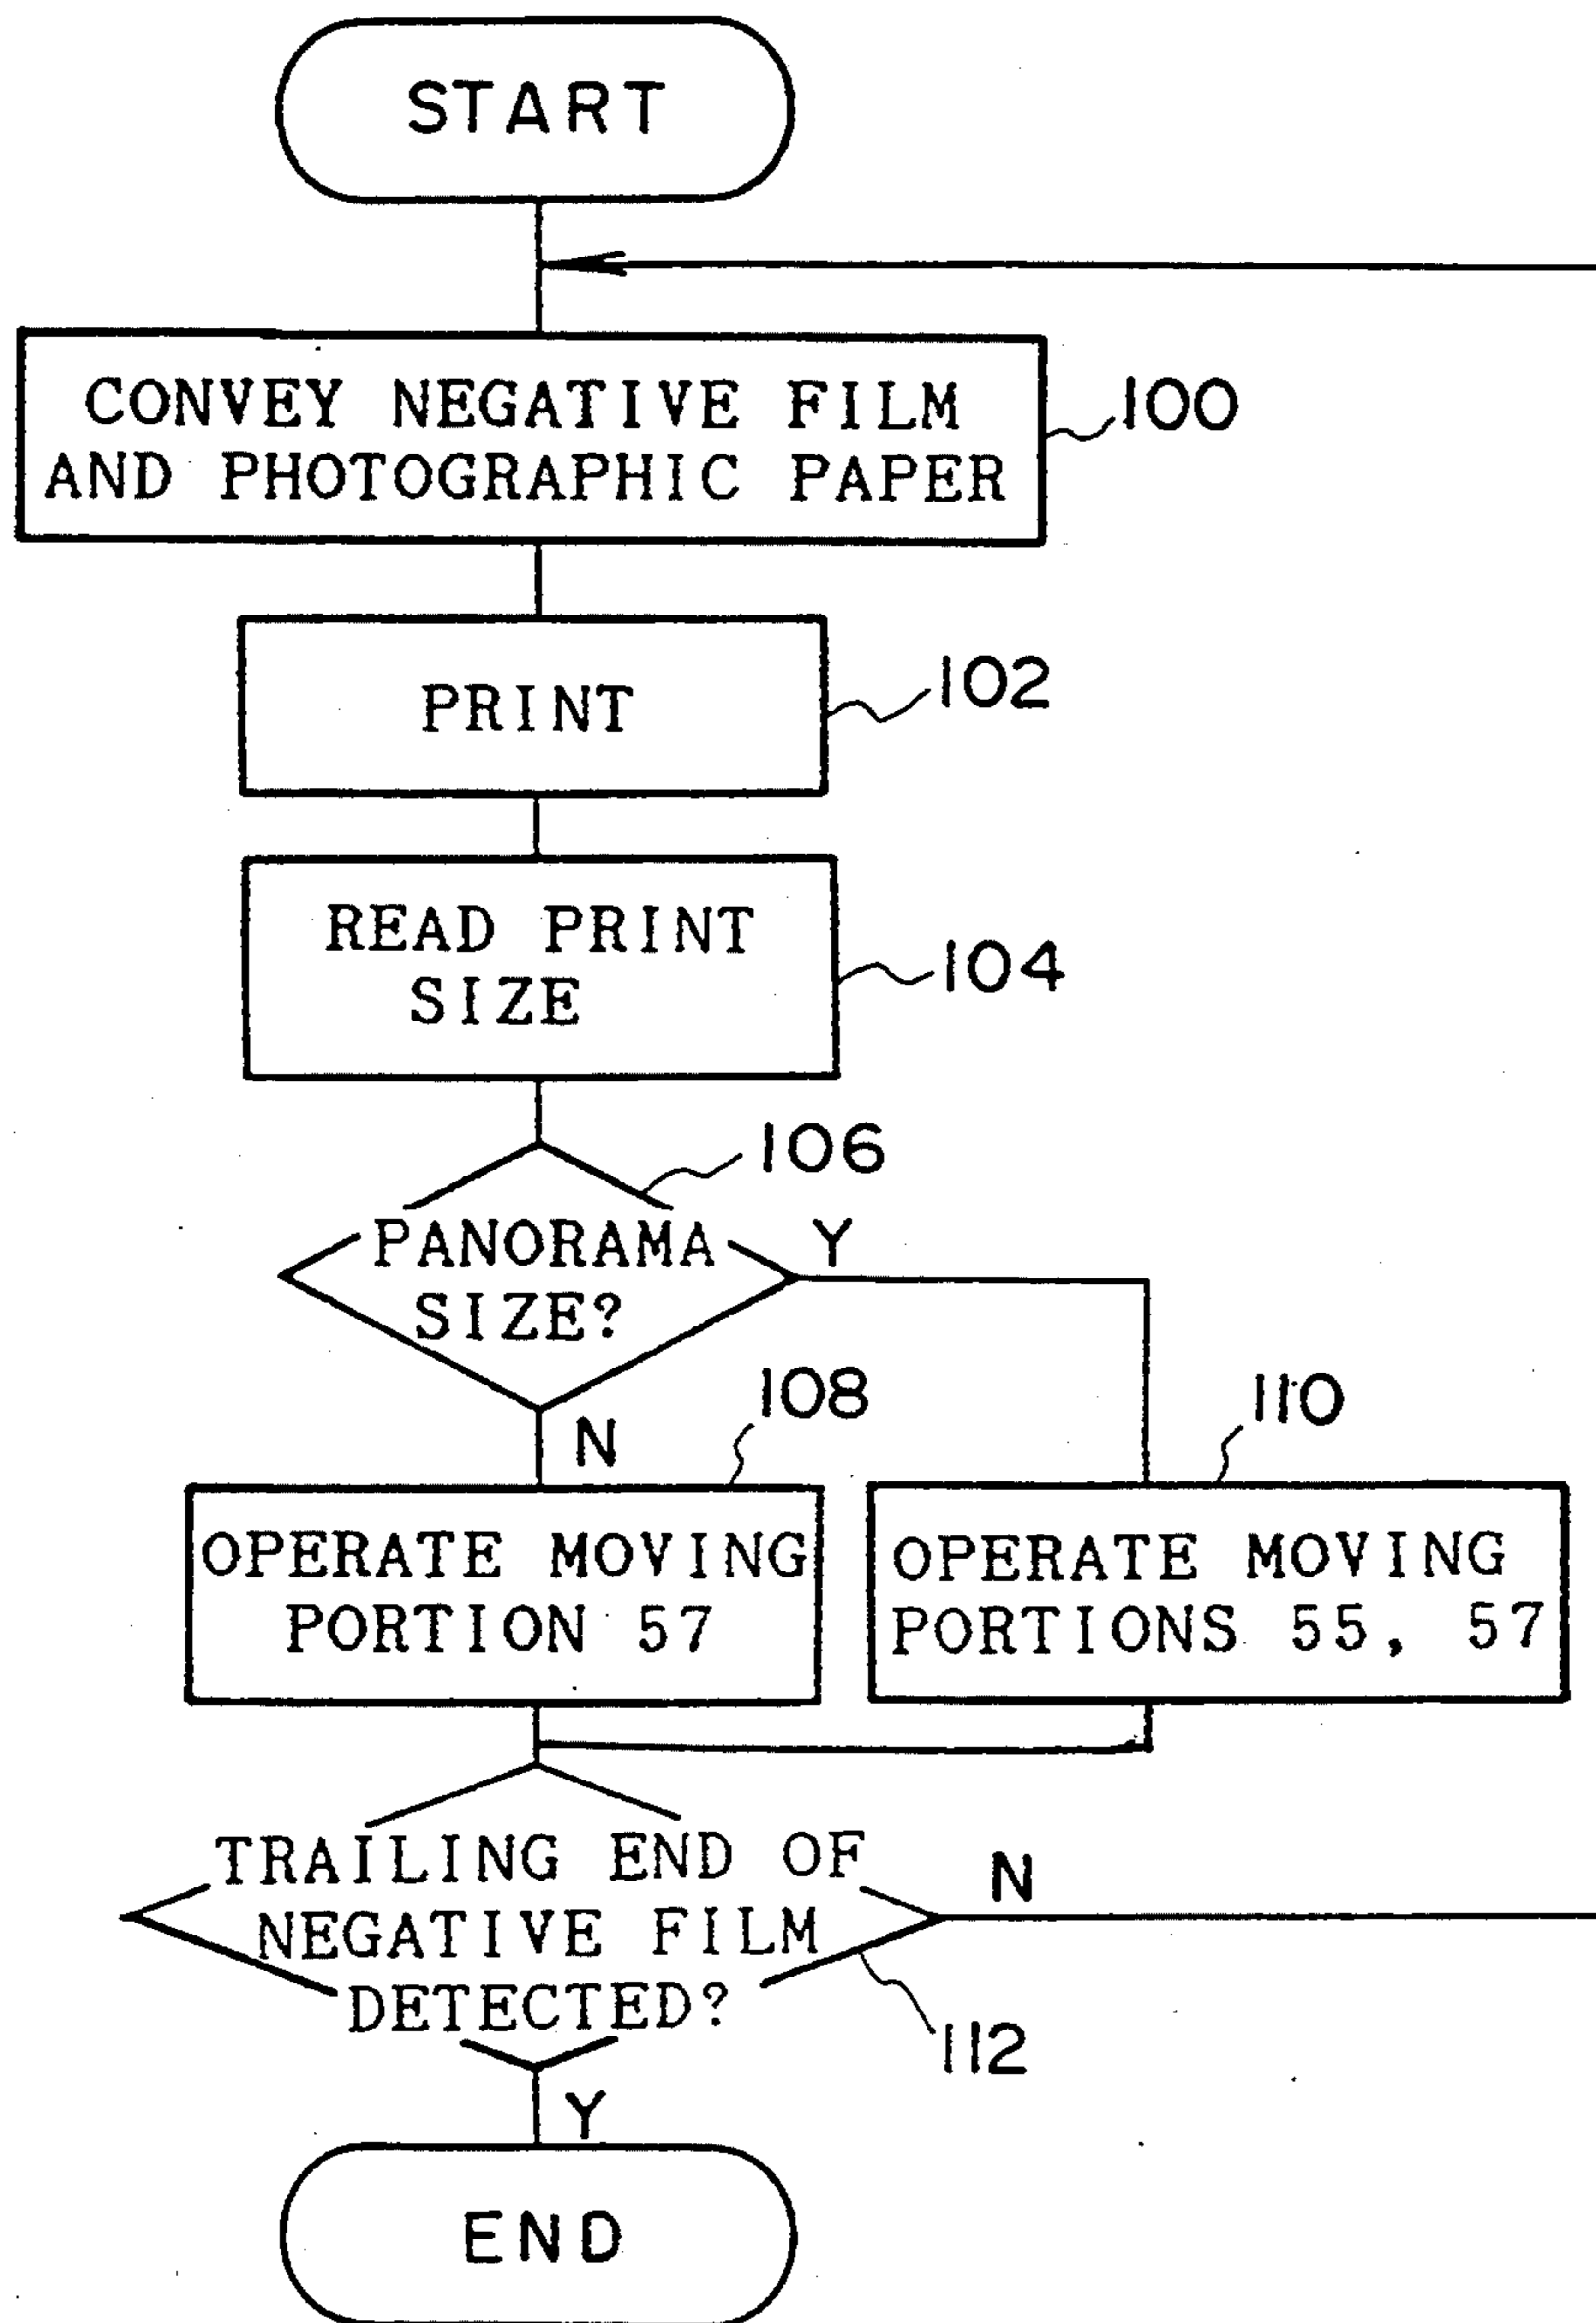 START
CONVEY NEGATIVE FILM
AND PHOTOGRAPHIC PAPER
100
PRINT
102
READ PRINT
SIZE
104
106
PANORAMA
SIZE?
Y
N
108
110
OPERATE MOVING
PORTION 57
OPERATE MOVING
PORTIONS 55, 57
TRAILING END OF
NEGATIVE FILM
DETECTED?
N
112
Y
END